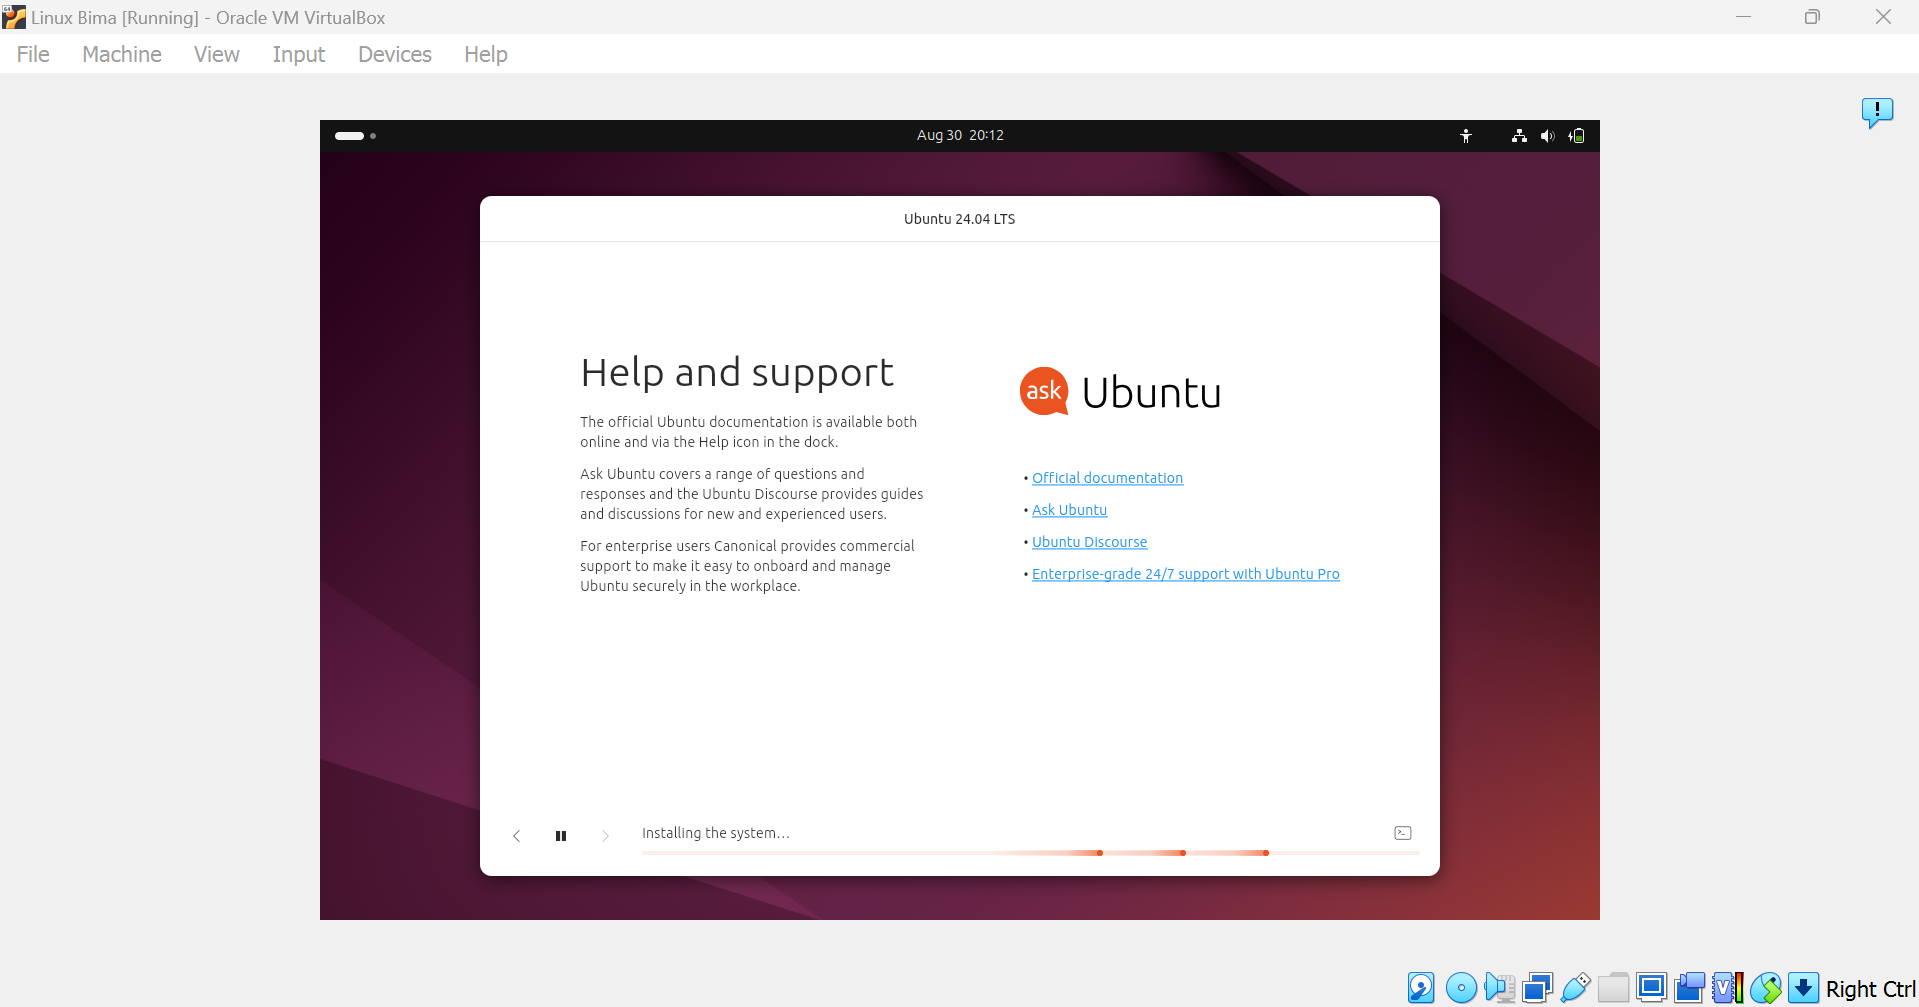 Linux Bima [Running] - Oracle VM VirtualBox
File Machine View Input Devices Help
Aug 30 20:12
Ubuntu 24.04 LTS
Help and support
The official Ubuntu documentation is available both
online and via the Help icon in the dock.
Ask Ubuntu covers a range of questions and
responses and the Ubuntu Discourse provides guides
and discussions for new and experienced users.
For enterprise users Canonical provides commercial
support to make it easy to onboard and manage
Ubuntu securely in the workplace.
ask Ubuntu
• Official documentation
• Ask Ubuntu
• Ubuntu Discourse
• Enterprise-grade 24/7 support with Ubuntu Pro
Installing the system...
Right Ctrl